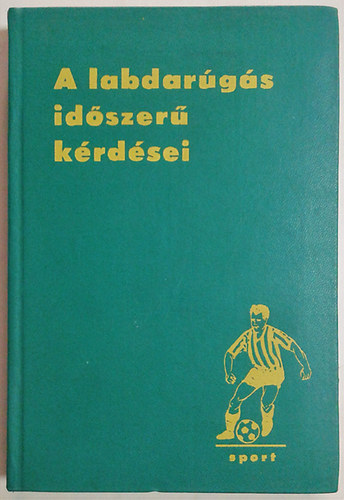 A labdarúgás
időszerű
kérdései
sport